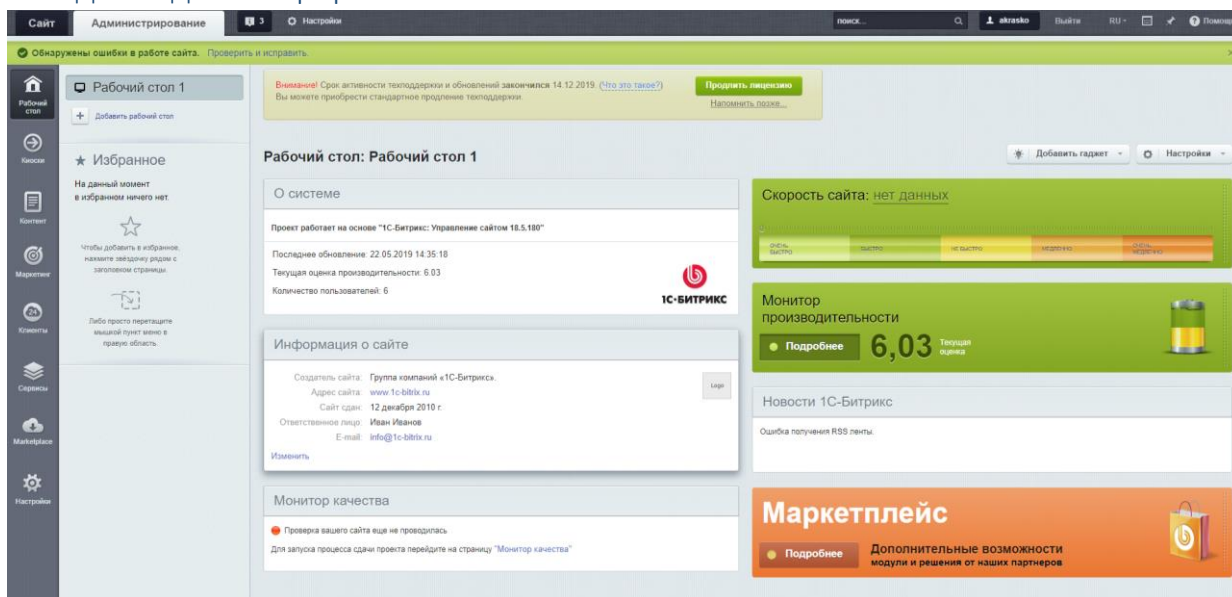 Сайт
Администрирование
3
Настройки
поиск...
akrasko
Выйти
RU
Помощь
Обнаружены ошибки в работе сайта. Проверить и исправить.
Рабочий стол
Киоски
Контент
Маркетинг
24
Клиенты
Сервисы
Marketplace
Настройки
Рабочий стол 1
Добавить рабочий стол
Избранное
На данный момент
в избранном ничего нет.
Чтобы добавить в избранное,
нажмите звездочку рядом с
заголовком страницы.
Либо просто перетащите
мышкой пункт меню в
правую область.
Внимание! Срок активности техподдержки и обновлений закончился 14.12.2019. (Что это такое?)
Вы можете приобрести стандартное продление техподдержки.
Продлить лицензию
Напомнить позже...
Рабочий стол: Рабочий стол 1
Добавить гаджет
Настройки
О системе
Проект работает на основе "1С-Битрикс: Управление сайтом 18.5.180"
Последнее обновление: 22.05.2019 14:35:18
Текущая оценка производительности: 6.03
Количество пользователей: 6
1С-БИТРИКС
Информация о сайте
Создатель сайта: Группа компаний «1С-Битрикс».
Адрес сайта: www.1c-bitrix.ru
Сайт сдан: 12 декабря 2010 г.
Ответственное лицо: Иван Иванов
E-mail: info@1c-bitrix.ru
Logo
Изменить
Монитор качества
Проверка вашего сайта еще не проводилась
Для запуска процесса сдачи проекта перейдите на страницу "Монитор качества"
Скорость сайта: нет данных
ОЧЕНЬ БЫСТРО
БЫСТРО
НЕ БЫСТРО
МЕДЛЕННО
ОЧЕНЬ МЕДЛЕННО
Монитор
производительности
Подробнее
6,03
Текущая
оценка
Новости 1С-Битрикс
Ошибка получения RSS ленты.
Маркетплейс
Подробнее
Дополнительные возможности
модули и решения от наших партнеров